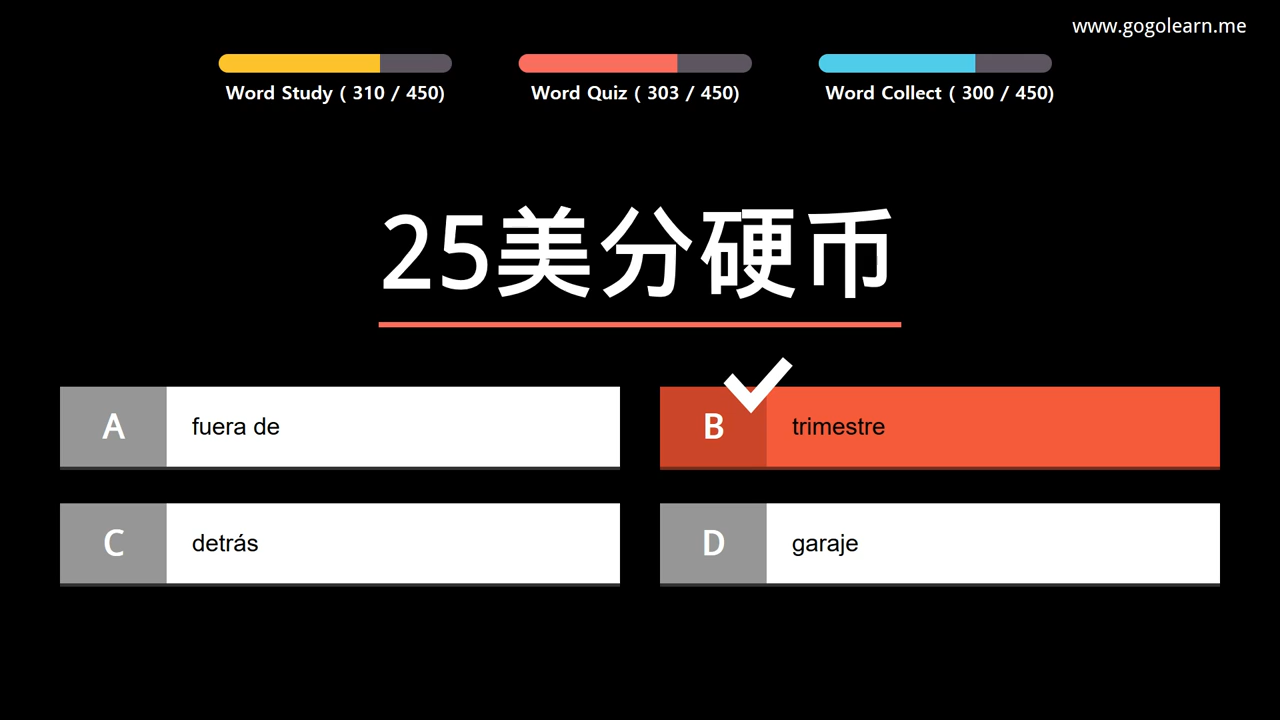 www.gogolearn.me
Word Study ( 310 / 450)
Word Quiz ( 303 / 450)
Word Collect ( 300 / 450)
25美分硬币
A fuera de
B trimestre
C detrás
D garaje